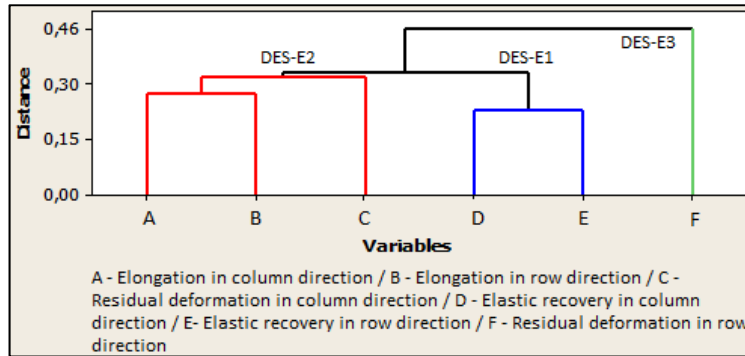 0,46
DES-E2
DES-E1
DES-E3
0,30
Distance
0,15
0,00
A B C D E F
Variables
A - Elongation in column direction / B - Elongation in row direction / C -
Residual deformation in column direction / D - Elastic recovery in column
direction / E- Elastic recovery in row direction / F - Residual deformation in row
direction